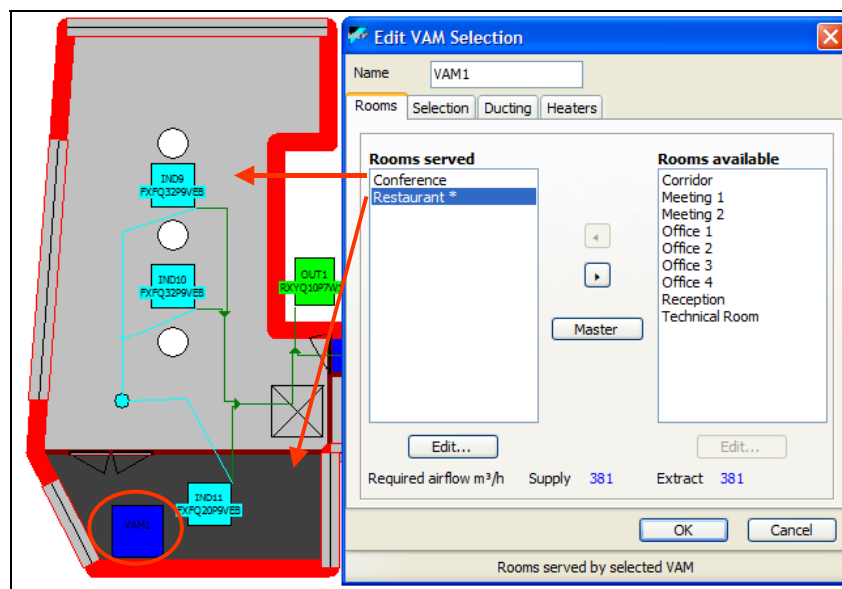 IND9
FXFQ32P9VEB
IND10
FXFQ32P9VEB
OUT1
IND11
FXFQ20P9VEB
VAM1
Edit VAM Selection
Name VAM1
Rooms Selection Ducting Heaters
Rooms served
Conference
Restaurant *
Master
Rooms available
Corridor
Meeting 1
Meeting 2
Office 1
Office 2
Office 3
Office 4
Reception
Technical Room
Edit... Edit...
Required airflow m³/h Supply 381 Extract 381
OK Cancel
Rooms served by selected VAM